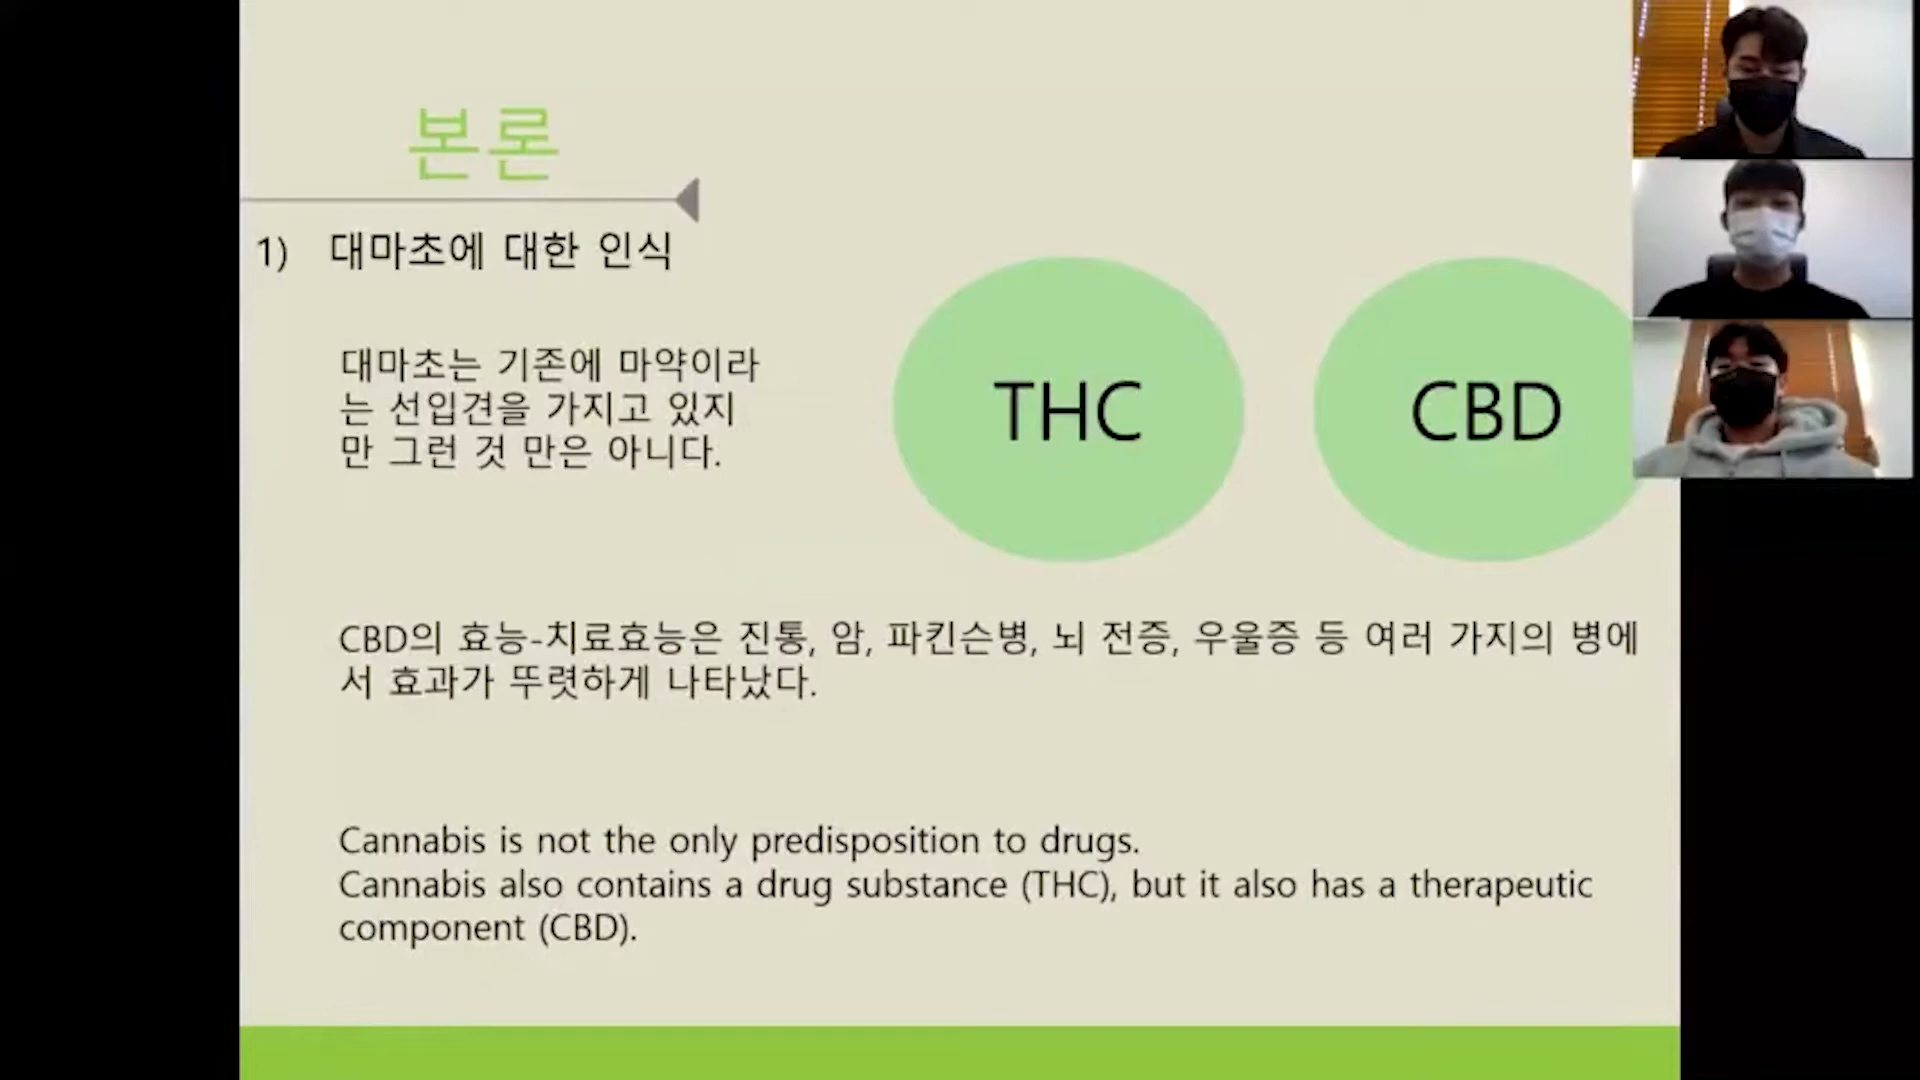 본론
1) 대마초에 대한 인식
대마초는 기존에 마약이라
는 선입견을 가지고 있지
만 그런 것 만은 아니다.
THC
CBD
CBD의 효능-치료효능은 진통, 암, 파킨슨병, 뇌 전증, 우울증 등 여러 가지의 병에
서 효과가 뚜렷하게 나타났다.
Cannabis is not the only predisposition to drugs.
Cannabis also contains a drug substance (THC), but it also has a therapeutic
component (CBD).